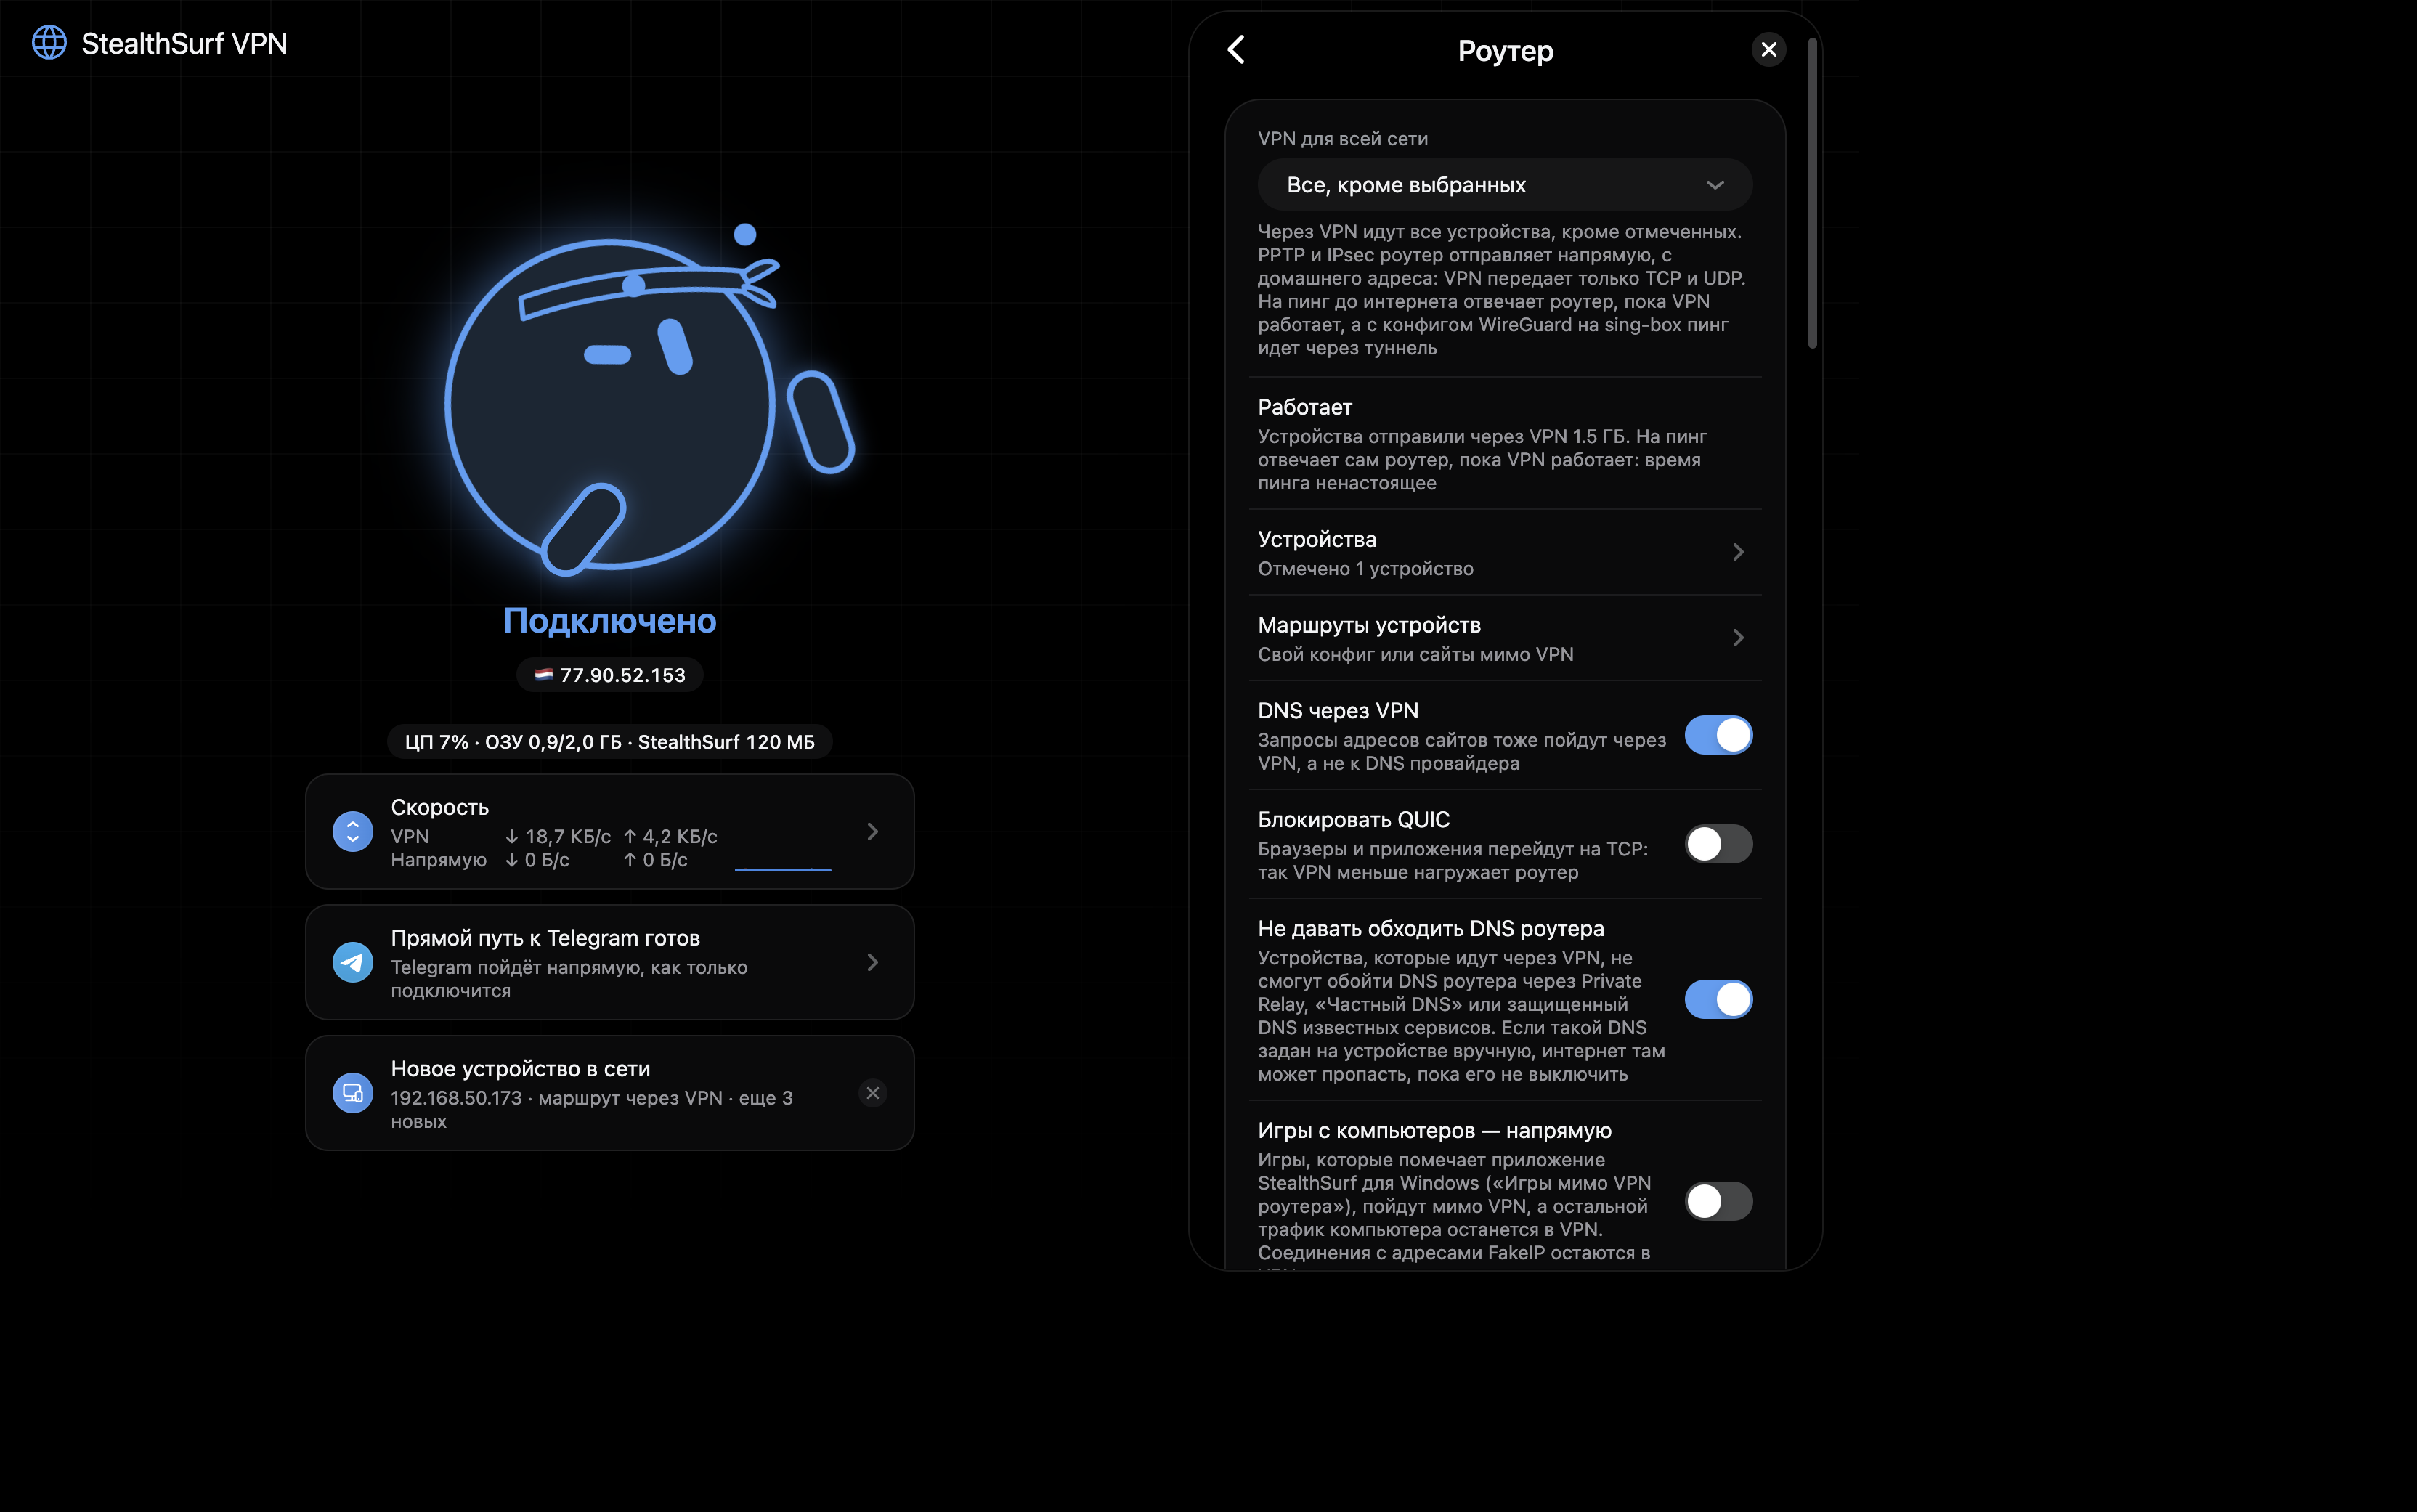 StealthSurf VPN
Подключено
77.90.52.153
ЦП 7% · ОЗУ 0,9/2,0 ГБ · StealthSurf 120 МБ
Скорость
VPN ↓ 18,7 КБ/с ↑ 4,2 КБ/с
Напрямую ↓ 0 Б/с ↑ 0 Б/с
Прямой путь к Telegram готов
Telegram пойдёт напрямую, как только
подключится
Новое устройство в сети
192.168.50.173 · маршрут через VPN · еще 3
новых
Роутер
VPN для всей сети
Все, кроме выбранных
Через VPN идут все устройства, кроме отмеченных.
PPTP и IPsec роутер отправляет напрямую, с
домашнего адреса: VPN передает только TCP и UDP.
На пинг до интернета отвечает роутер, пока VPN
работает, а с конфигом WireGuard на sing-box пинг
идет через туннель
Работает
Устройства отправили через VPN 1.5 ГБ. На пинг
отвечает сам роутер, пока VPN работает: время
пинга ненастоящее
Устройства
Отмечено 1 устройство
Маршруты устройств
Свой конфиг или сайты мимо VPN
DNS через VPN
Запросы адресов сайтов тоже пойдут через
VPN, а не к DNS провайдера
Блокировать QUIC
Браузеры и приложения перейдут на TCP:
так VPN меньше нагружает роутер
Не давать обходить DNS роутера
Устройства, которые идут через VPN, не
смогут обойти DNS роутера через Private
Relay, «Частный DNS» или защищенный
DNS известных сервисов. Если такой DNS
задан на устройстве вручную, интернет там
может пропасть, пока его не выключить
Игры с компьютеров — напрямую
Игры, которые помечает приложение
StealthSurf для Windows («Игры мимо VPN
роутера»), пойдут мимо VPN, а остальной
трафик компьютера останется в VPN.
Соединения с адресами FakeIP остаются в